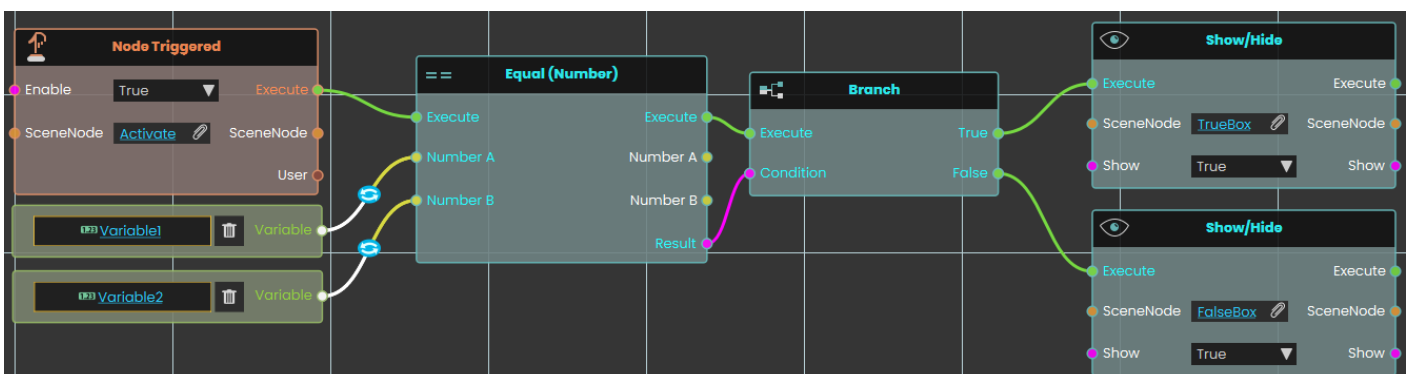 Node Triggered
Enable True ▼ Execute
SceneNode Activate SceneNode
User
123 Variable1 Variable
123 Variable2 Variable
== Equal (Number)
Execute Execute
Number A Number A
Number B Number B
Result
Branch
Execute True
Condition False
Show/Hide
Execute Execute
SceneNode TrueBox SceneNode
Show True ▼ Show
Show/Hide
Execute Execute
SceneNode FalseBox SceneNode
Show True ▼ Show